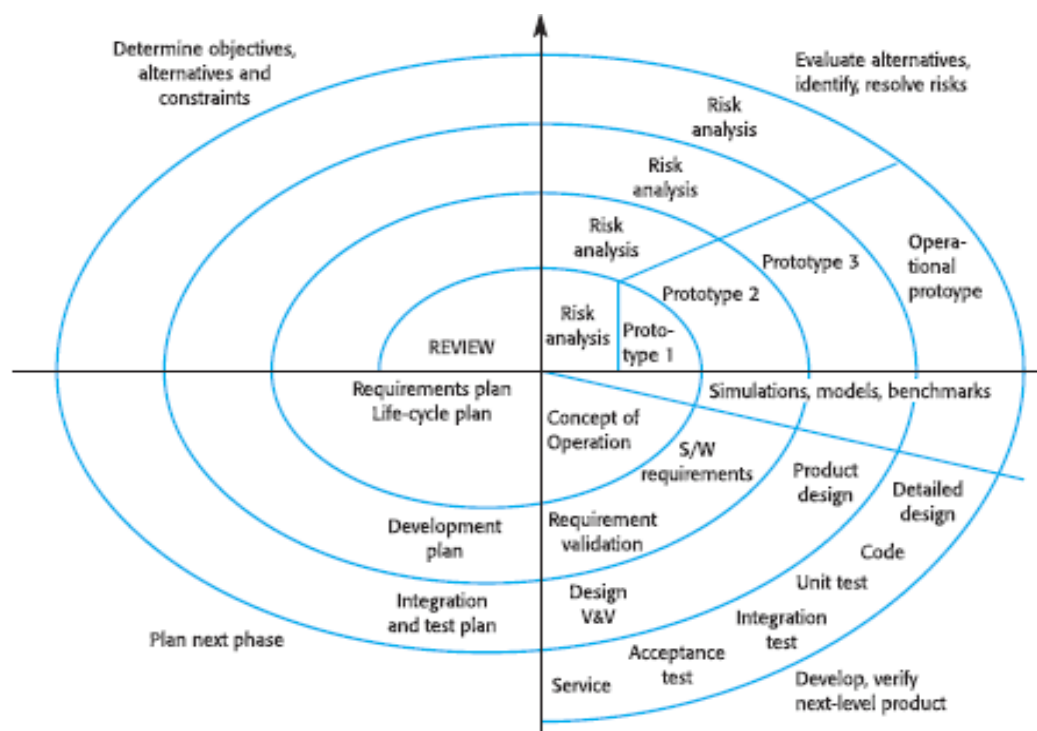 Determine objectives,
alternatives and
constraints
Evaluate alternatives,
identify, resolve risks
Risk
analysis
Risk
analysis
Risk
analysis
Opera-
tional
protoype
Prototype 3
Prototype 2
Risk
analysis
Proto-
type 1
REVIEW
Requirements plan
Life-cycle plan
Simulations, models, benchmarks
Concept of
Operation
S/W
requirements
Product
design
Detailed
design
Development
plan
Requirement
validation
Code
Unit test
Integration
and test plan
Design
V&V
Integration
test
Plan next phase
Acceptance
test
Service
Develop, verify
next-level product